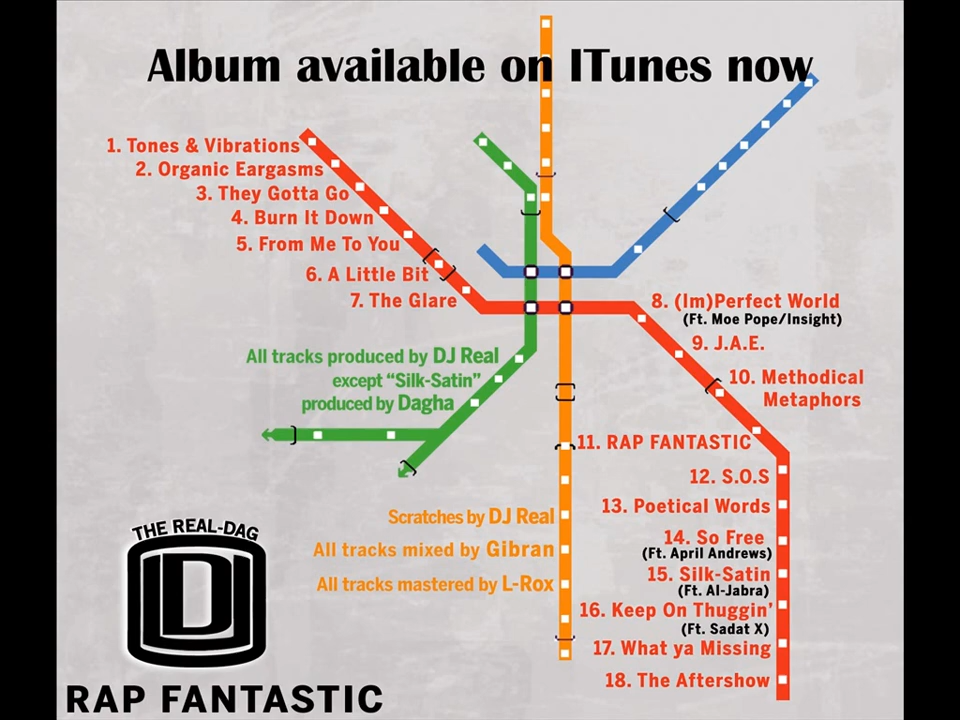 Album available on ITunes now
1. Tones & Vibrations
2. Organic Eargasms
3. They Gotta Go
4. Burn It Down
5. From Me To You
6. A Little Bit
7. The Glare
8. (Im)Perfect World
(Ft. Moe Pope/Insight)
9. J.A.E.
10. Methodical
Metaphors
All tracks produced by DJ Real
except “Silk-Satin”
produced by Dagha
11. RAP FANTASTIC
12. S.O.S
13. Poetical Words
14. So Free
(Ft. April Andrews)
15. Silk-Satin
(Ft. Al-Jabra)
16. Keep On Thuggin’
(Ft. Sadat X)
17. What ya Missing
18. The Aftershow
Scratches by DJ Real
All tracks mixed by Gibran
All tracks mastered by L-Rox
THE REAL-DAG
D
RAP FANTASTIC